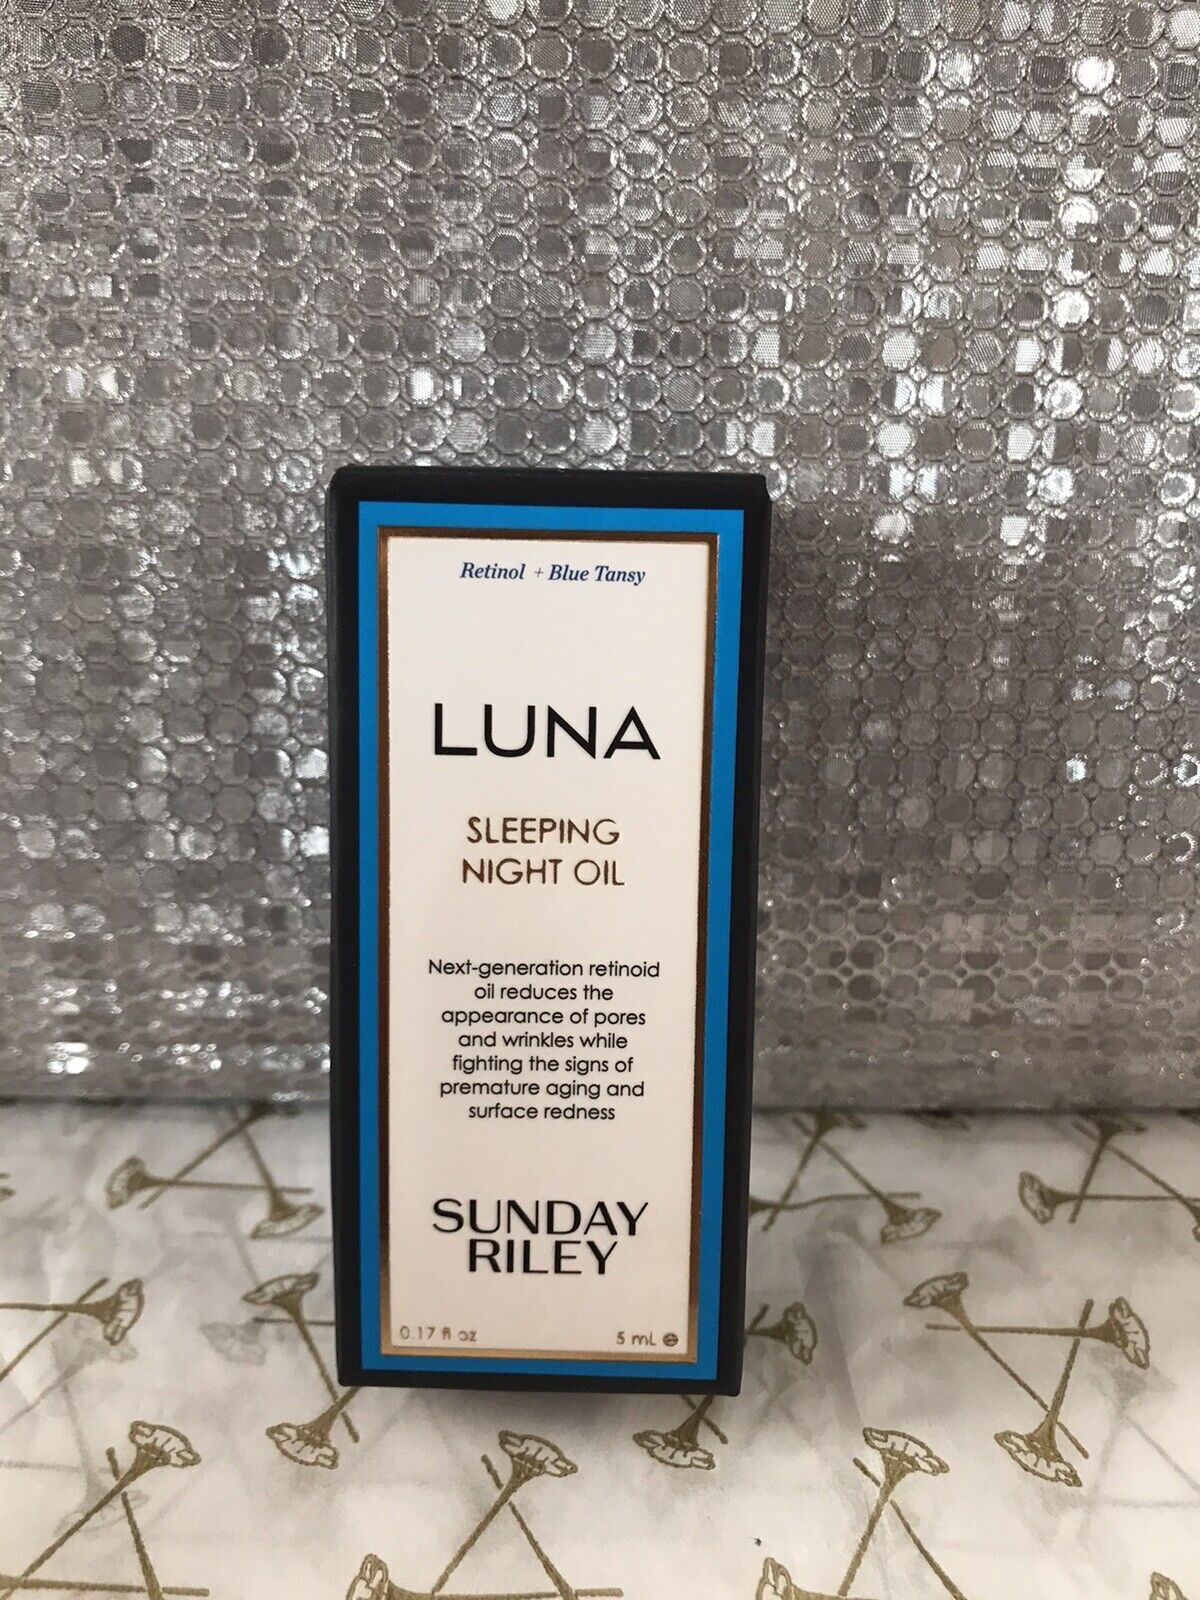 Retinol + Blue Tansy
LUNA
SLEEPING
NIGHT OIL
Next-generation retinoid
oil reduces the
appearance of pores
and wrinkles while
fighting the signs of
premature aging and
surface redness
SUNDAY
RILEY
0.17 fl oz 5 mL ℮